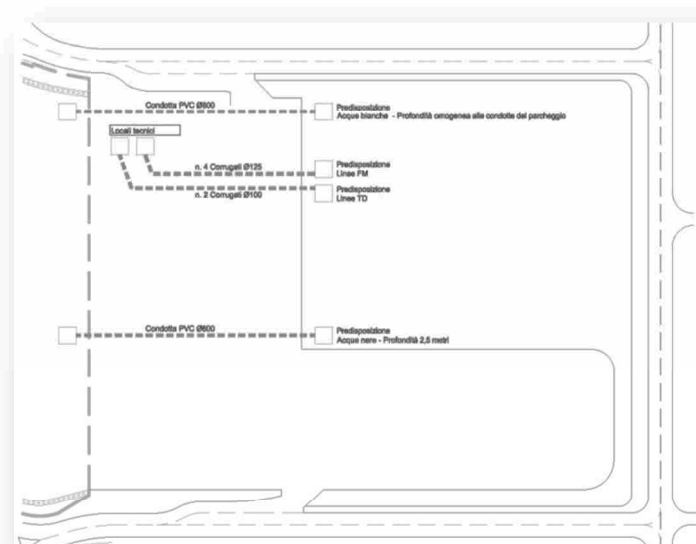 Condotta PVC Ø800
Predisposizione
Acque bianche - Profondità omogenea alle condotte del parcheggio
Locali tecnici
n. 4 Corrugati Ø125
Predisposizione
Linee FM
n. 2 Corrugati Ø100
Predisposizione
Linee TD
Condotta PVC Ø800
Predisposizione
Acque nere - Profondità 2,5 metri